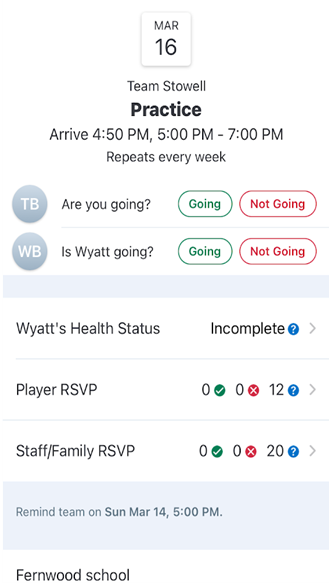 MAR
16
Team Stowell
Practice
Arrive 4:50 PM, 5:00 PM - 7:00 PM
Repeats every week
TB Are you going? Going Not Going
WB Is Wyatt going? Going Not Going
Wyatt's Health Status Incomplete ?
Player RSVP 0 0 12 ?
Staff/Family RSVP 0 0 20 ?
Remind team on Sun Mar 14, 5:00 PM.
Fernwood school